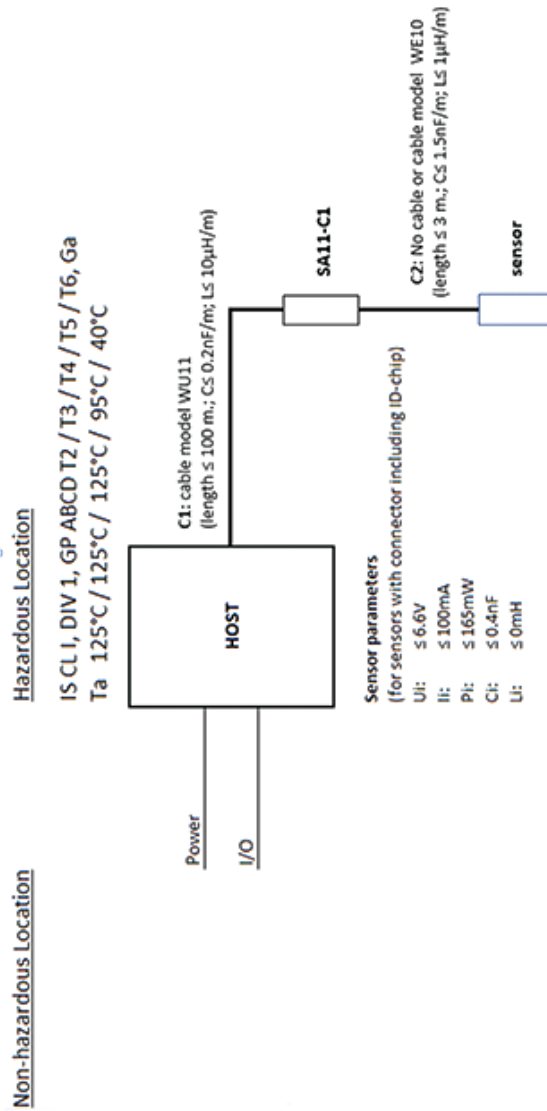 Non-hazardous Location
Hazardous Location
IS CL I, DIV 1, GP ABCD T2 / T3 / T4 / T5 / T6, Ga
Ta 125°C / 125°C / 125°C / 95°C / 40°C
Power
I/O
HOST
C1: cable model WU11
(length ≤ 100 m.; C≤ 0.2nF/m; L≤ 10µH/m)
SA11-C1
C2: No cable or cable model WE10
(length ≤ 3 m.; C≤ 1.5nF/m; L≤ 1µH/m)
sensor
Sensor parameters
(for sensors with connector including ID-chip)
Ui: ≤ 6.6V
Ii: ≤ 100mA
Pi: ≤ 165mW
Ci: ≤ 0.4nF
Li: ≤ 0mH